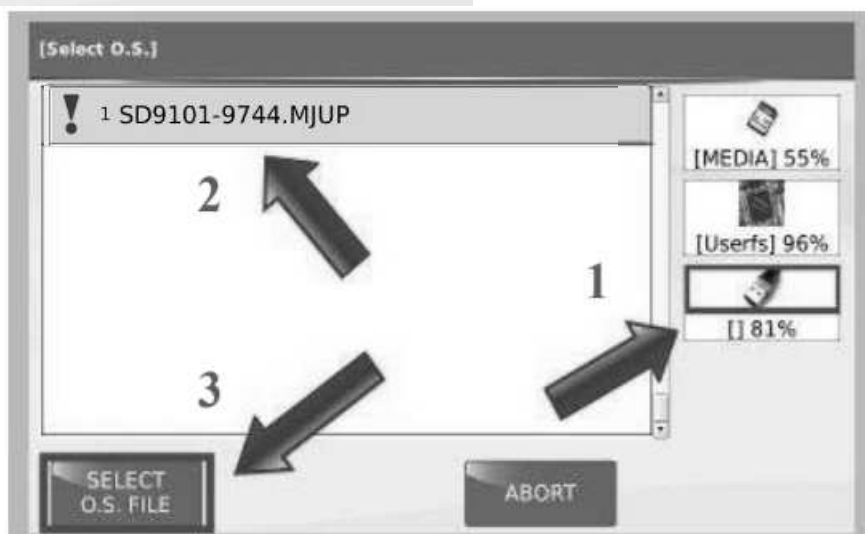 [Select O.S.]
1 SD9101-9744.MJUP
[MEDIA] 55%
2
[Userfs] 96%
1
[] 81%
3
SELECT
O.S. FILE
ABORT